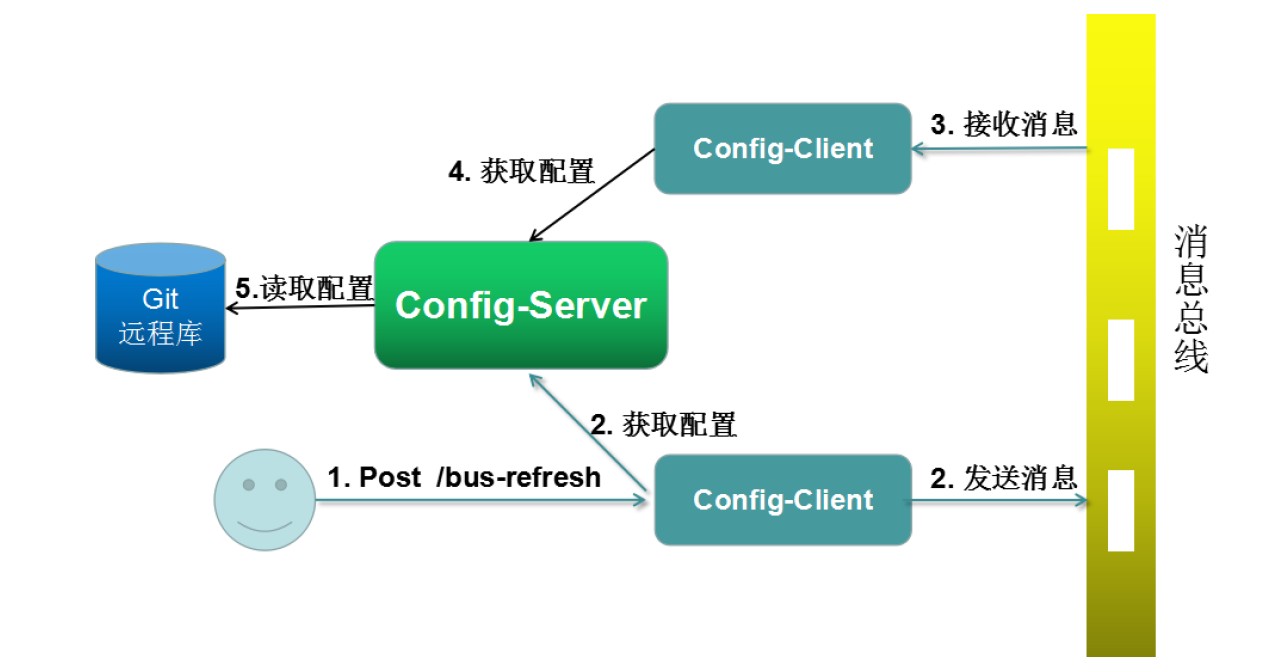 3. 接收消息
Config-Client
4. 获取配置
消息总线
5.读取配置
Git
远程库
Config-Server
2. 获取配置
1. Post /bus-refresh
Config-Client
2. 发送消息